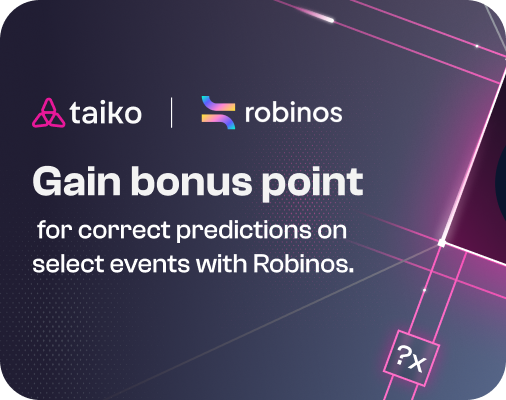 taiko | robinos
Gain bonus point
for correct predictions on
select events with Robinos.
?x